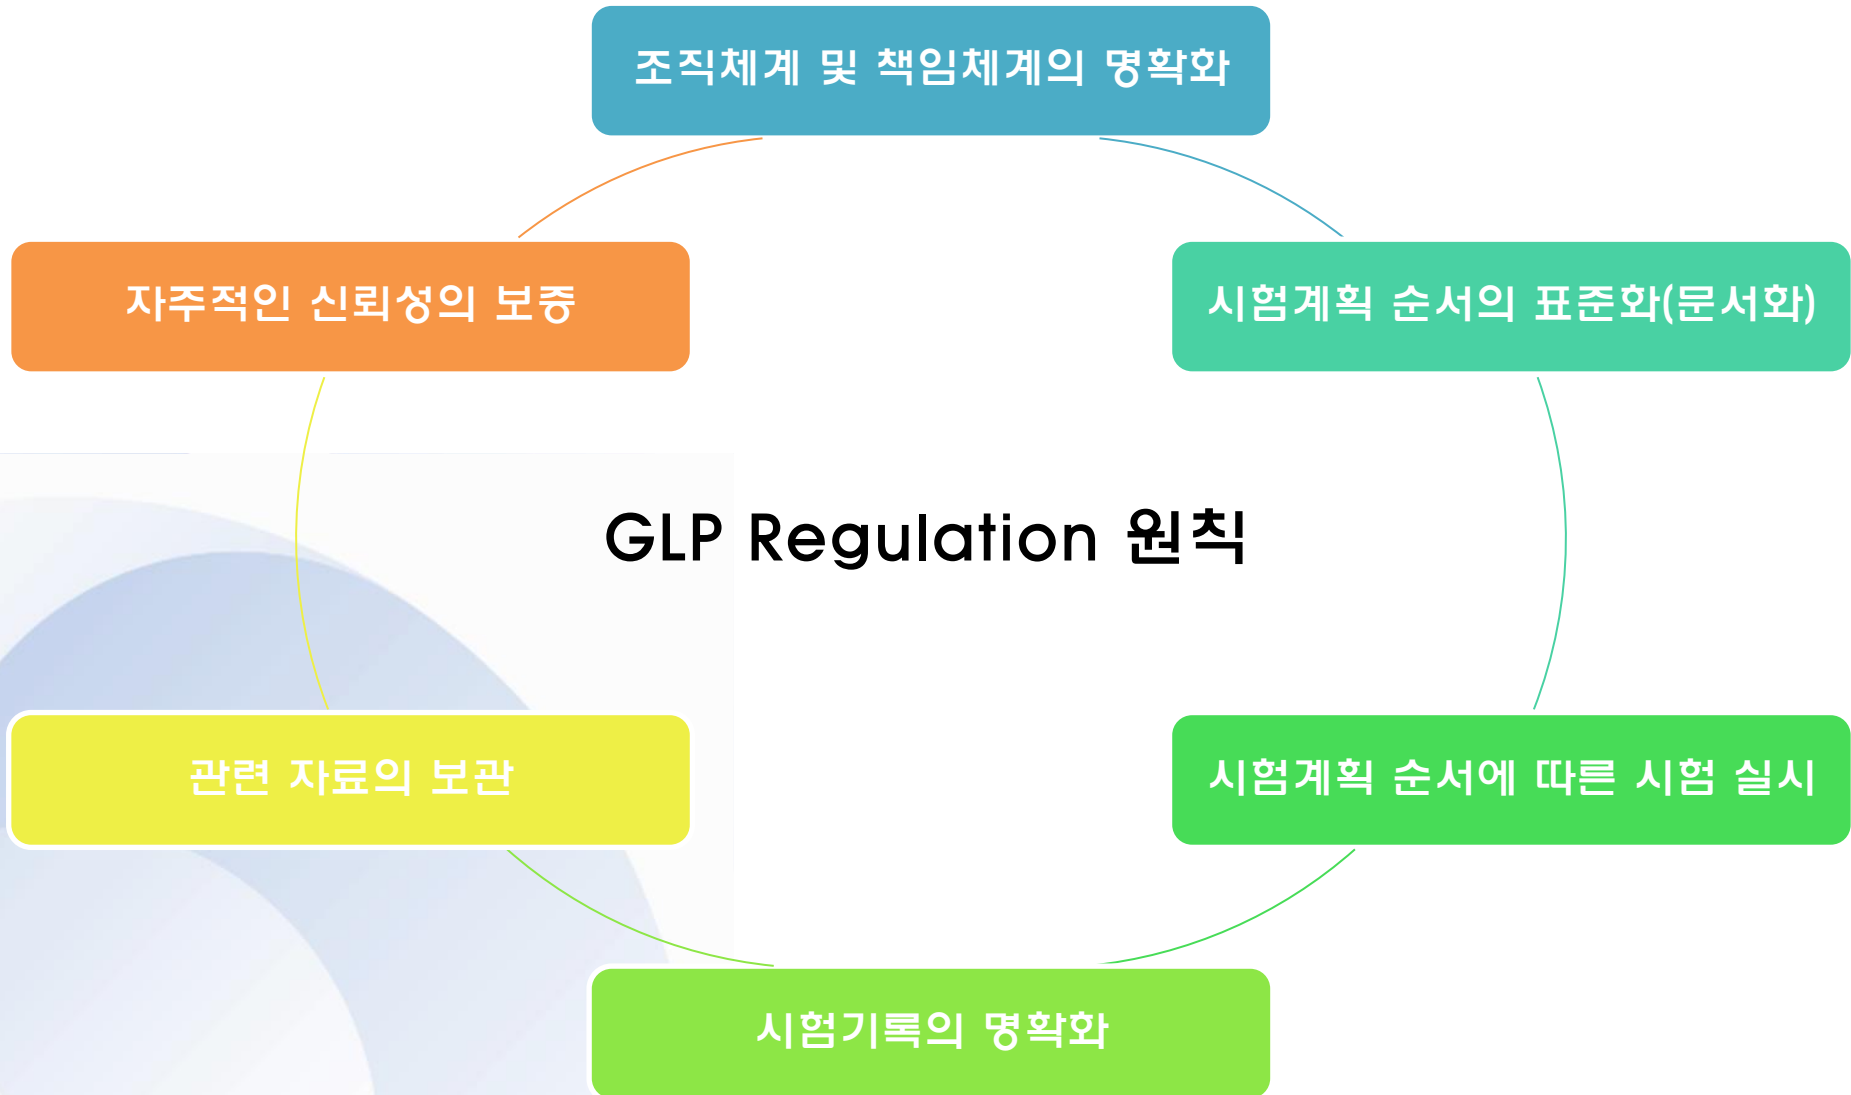 조직체계 및 책임체계의 명확화
자주적인 신뢰성의 보증
시험계획 순서의 표준화(문서화)
GLP Regulation 원칙
관련 자료의 보관
시험계획 순서에 따른 시험 실시
시험기록의 명확화